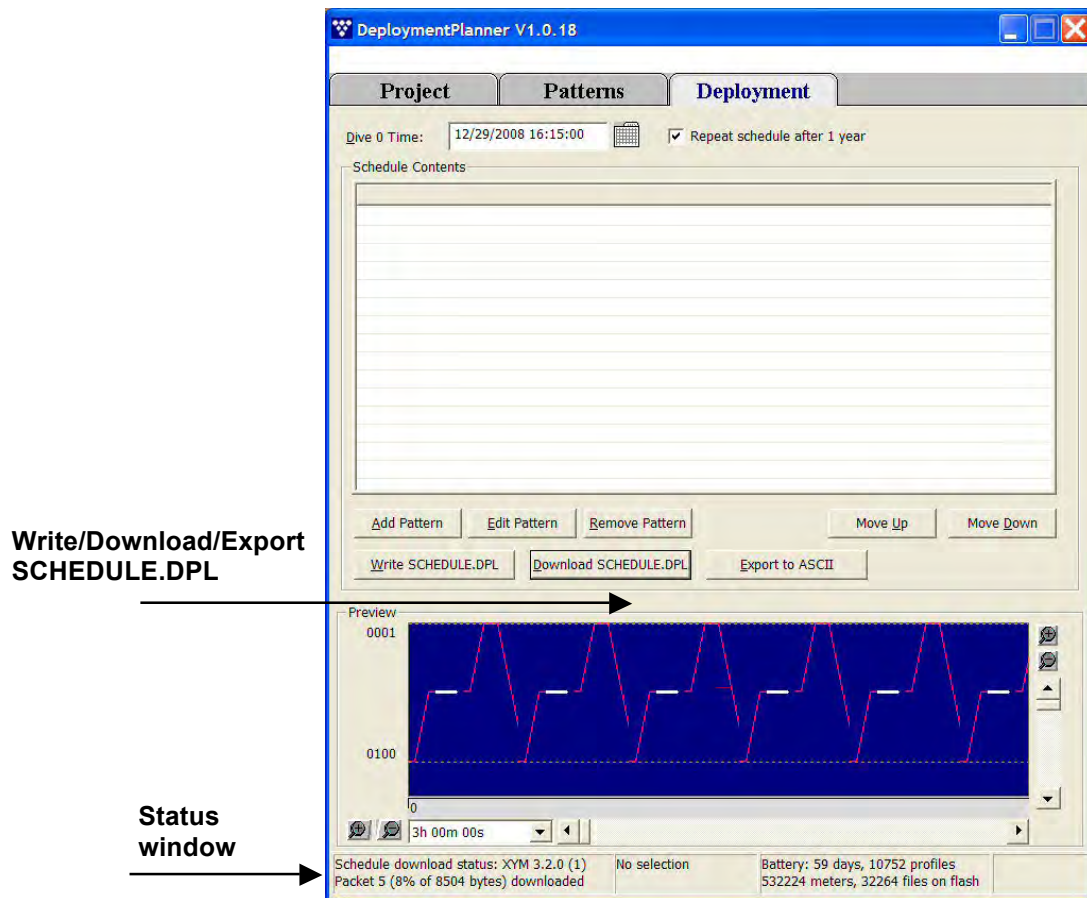 DeploymentPlanner V1.0.18
Project Patterns Deployment
Dive 0 Time: 12/29/2008 16:15:00 Repeat schedule after 1 year
Schedule Contents
Add Pattern Edit Pattern Remove Pattern Move Up Move Down
Write/Download/Export
SCHEDULE.DPL
Write SCHEDULE.DPL Download SCHEDULE.DPL Export to ASCII
Preview
0001
0100
0
Status
window
3h 00m 00s
Schedule download status: XYM 3.2.0 (1) No selection Battery: 59 days, 10752 profiles
Packet 5 (8% of 8504 bytes) downloaded 532224 meters, 32264 files on flash